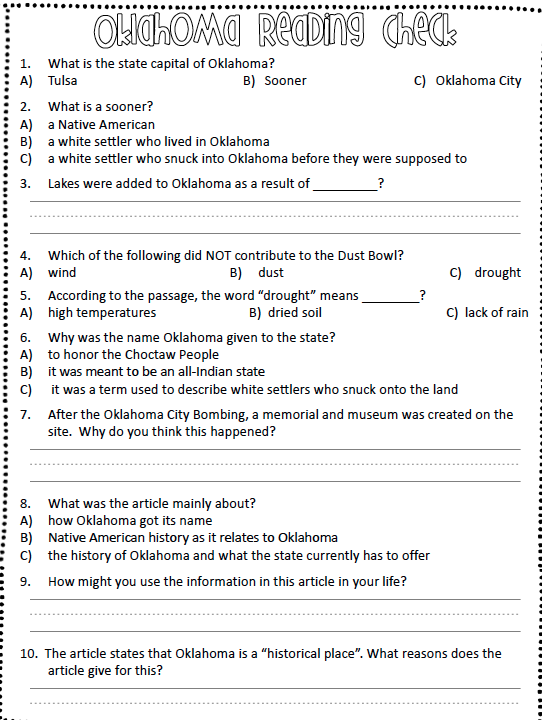 Oklahoma Reading Check
1. What is the state capital of Oklahoma?
A) Tulsa B) Sooner C) Oklahoma City
2. What is a sooner?
A) a Native American
B) a white settler who lived in Oklahoma
C) a white settler who snuck into Oklahoma before they were supposed to
3. Lakes were added to Oklahoma as a result of __________?
4. Which of the following did NOT contribute to the Dust Bowl?
A) wind B) dust C) drought
5. According to the passage, the word “drought” means _________?
A) high temperatures B) dried soil C) lack of rain
6. Why was the name Oklahoma given to the state?
A) to honor the Choctaw People
B) it was meant to be an all-Indian state
C) it was a term used to describe white settlers who snuck onto the land
7. After the Oklahoma City Bombing, a memorial and museum was created on the
site. Why do you think this happened?
8. What was the article mainly about?
A) how Oklahoma got its name
B) Native American history as it relates to Oklahoma
C) the history of Oklahoma and what the state currently has to offer
9. How might you use the information in this article in your life?
10. The article states that Oklahoma is a “historical place”. What reasons does the
article give for this?